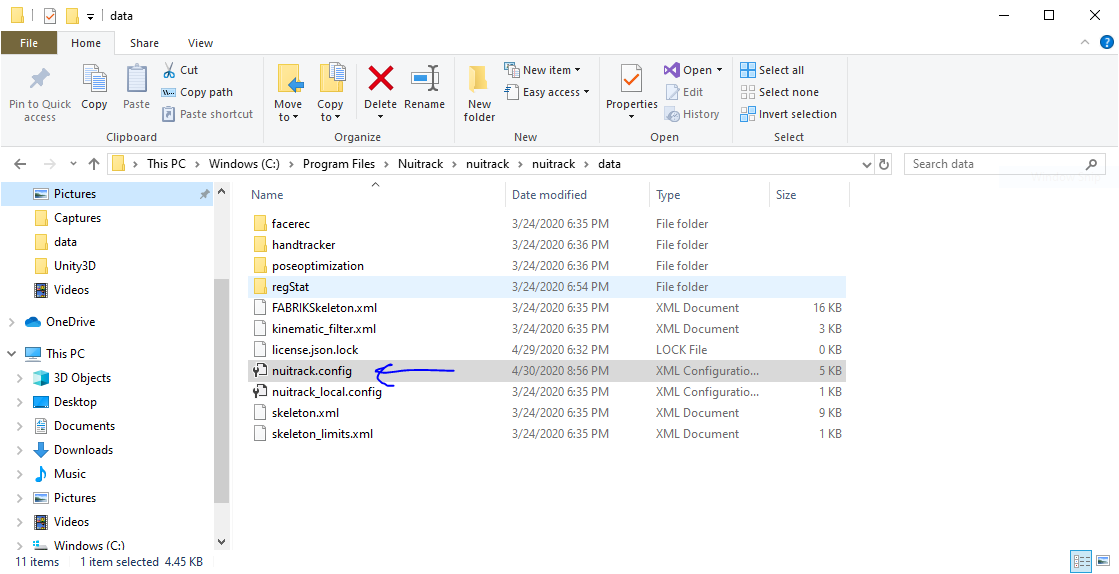 data
File Home Share View
Pin to Quick access
Copy
Paste
Cut
Copy path
Paste shortcut
Clipboard
Move to
Copy to
Delete
Rename
Organize
New folder
New item
Easy access
New
Properties
Open
Edit
History
Open
Select all
Select none
Invert selection
Select
This PC > Windows (C:) > Program Files > Nuitrack > nuitrack > nuitrack > data
Search data
Pictures
Captures
data
Unity3D
Videos
OneDrive
This PC
3D Objects
Desktop
Documents
Downloads
Music
Pictures
Videos
Windows (C:)
Name Date modified Type Size
facerec 3/24/2020 6:35 PM File folder
handtracker 3/24/2020 6:36 PM File folder
poseoptimization 3/24/2020 6:36 PM File folder
regStat 3/24/2020 6:54 PM File folder
FABRIKSkeleton.xml 3/24/2020 6:35 PM XML Document 16 KB
kinematic_filter.xml 3/24/2020 6:35 PM XML Document 3 KB
license.json.lock 4/29/2020 6:32 PM LOCK File 0 KB
nuitrack.config 4/30/2020 8:56 PM XML Configuratio... 5 KB
nuitrack_local.config 3/24/2020 6:35 PM XML Configuratio... 1 KB
skeleton.xml 3/24/2020 6:35 PM XML Document 9 KB
skeleton_limits.xml 3/24/2020 6:35 PM XML Document 1 KB
11 items 1 item selected 4.45 KB